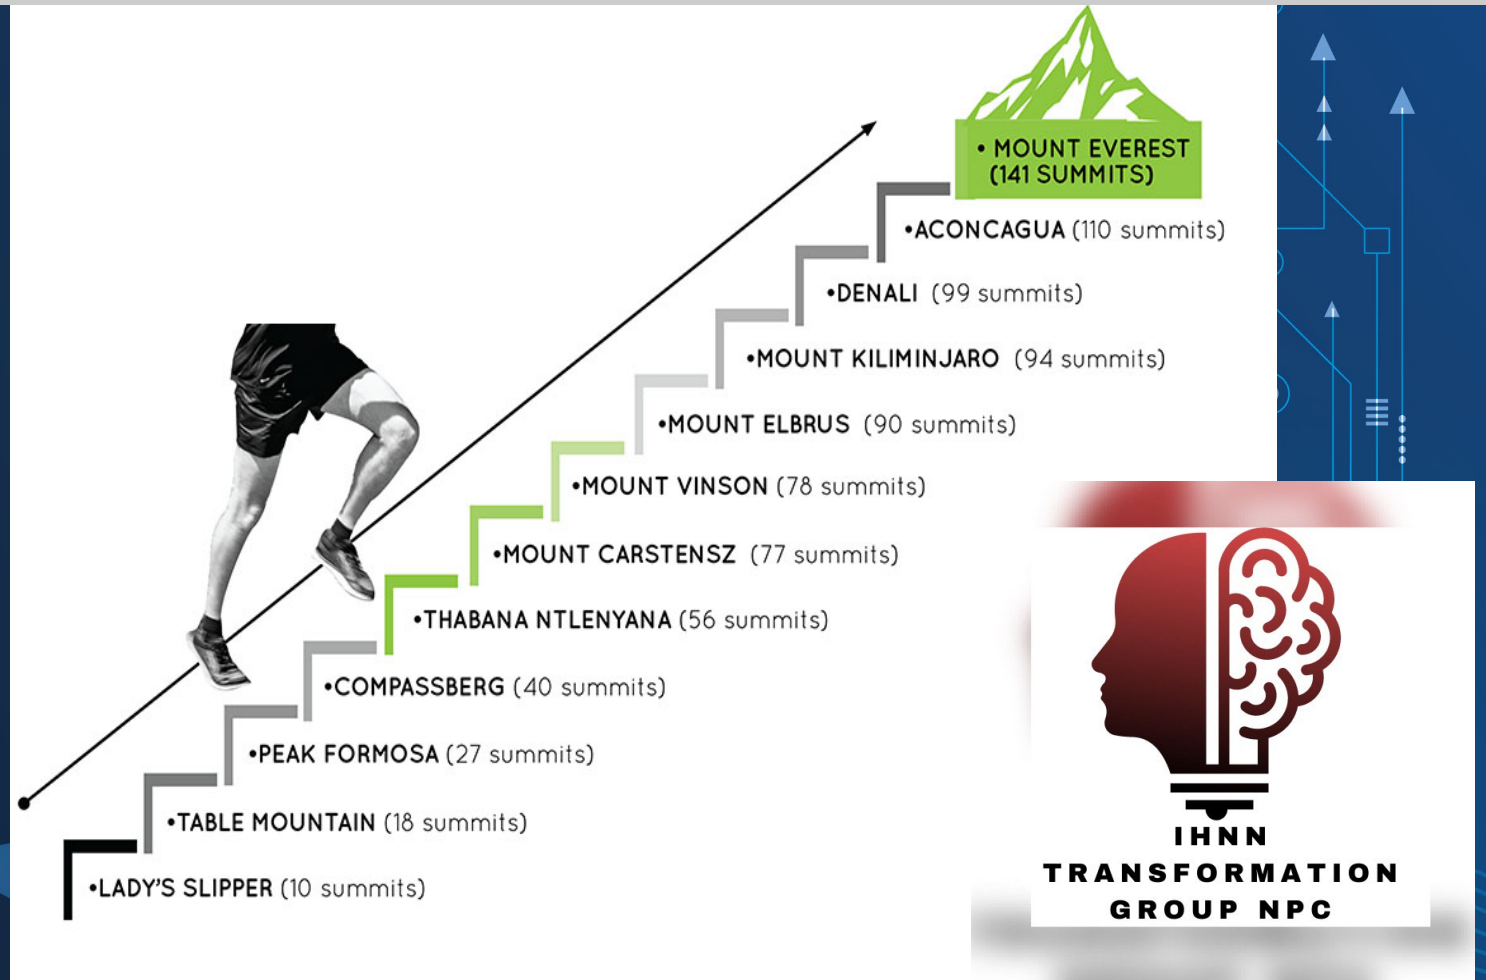 • MOUNT EVEREST
(141 SUMMITS)
•ACONCAGUA (110 summits)
•DENALI (99 summits)
•MOUNT KILIMINJARO (94 summits)
•MOUNT ELBRUS (90 summits)
•MOUNT VINSON (78 summits)
•MOUNT CARSTENSZ (77 summits)
•THABANA NTLENYANA (56 summits)
•COMPASSBERG (40 summits)
•PEAK FORMOSA (27 summits)
•TABLE MOUNTAIN (18 summits)
•LADY'S SLIPPER (10 summits)
IHNN
TRANSFORMATION
GROUP NPC